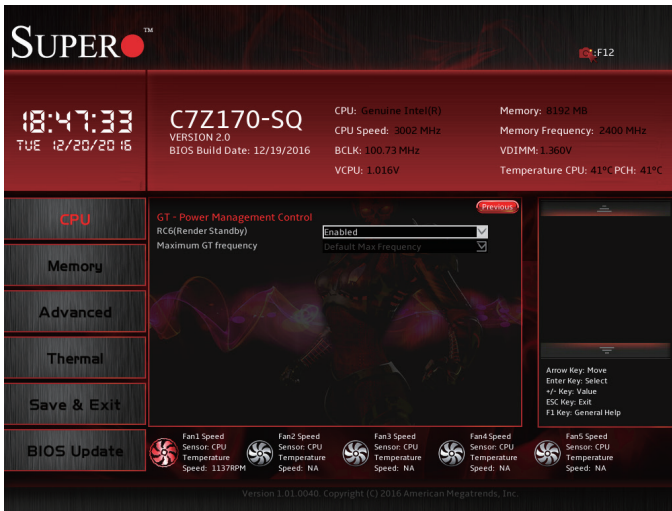 SUPERO™
:F12
18:47:33
TUE 12/20/2016
C7Z170-SQ
VERSION 2.0
BIOS Build Date: 12/19/2016
CPU: Genuine Intel(R)
CPU Speed: 3002 MHz
BCLK: 100.73 MHz
VCPU: 1.016V
Memory: 8192 MB
Memory Frequency: 2400 MHz
VDIMM: 1.360V
Temperature CPU: 41°C PCH: 41°C
CPU
Memory
Advanced
Thermal
Save & Exit
BIOS Update
Previous
GT - Power Management Control
RC6(Render Standby) Enabled
Maximum GT frequency Default Max Frequency
Arrow Key: Move
Enter Key: Select
+/- Key: Value
ESC Key: Exit
F1 Key: General Help
Fan1 Speed
Sensor: CPU
Temperature
Speed: 1137RPM
Fan2 Speed
Sensor: CPU
Temperature
Speed: NA
Fan3 Speed
Sensor: CPU
Temperature
Speed: NA
Fan4 Speed
Sensor: CPU
Temperature
Speed: NA
Fan5 Speed
Sensor: CPU
Temperature
Speed: NA
Version 1.01.0040. Copyright (C) 2016 American Megatrends, Inc.